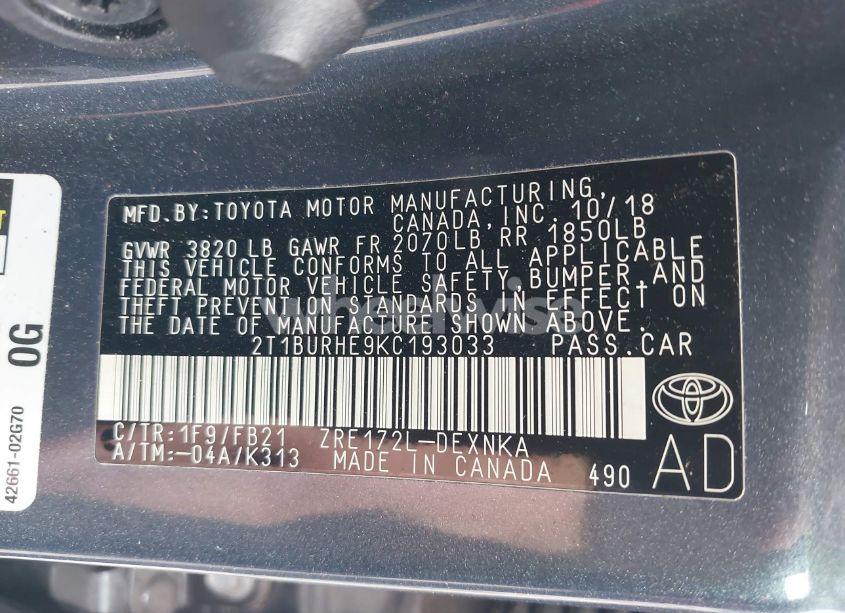 MFD.BY:TOYOTA MOTOR MANUFACTURING,
CANADA, INC. 10/18
GVWR 3820 LB GAWR FR 2070LB RR 1850LB
THIS VEHICLE CONFORMS TO ALL APPLICABLE
FEDERAL MOTOR VEHICLE SAFETY, BUMPER, AND
THEFT PREVENTION STANDARDS IN EFFECT ON
THE DATE OF MANUFACTURE SHOWN ABOVE.
2T1BURHE9KC193033 PASS.CAR
C/TR:1F9/FB21 ZRE172L-DEXNKA
A/TM:-04A/K313 MADE IN CANADA 490
AD
42661-02G70
0G